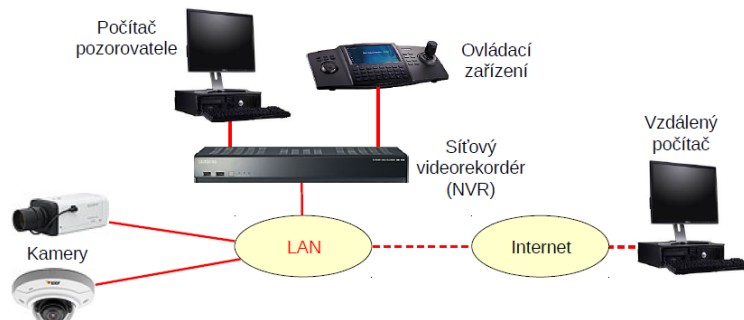 Počítač
pozorovatele
Ovládací
zařízení
Síťový
videorekordér
(NVR)
Vzdálený
počítač
Kamery
LAN
Internet